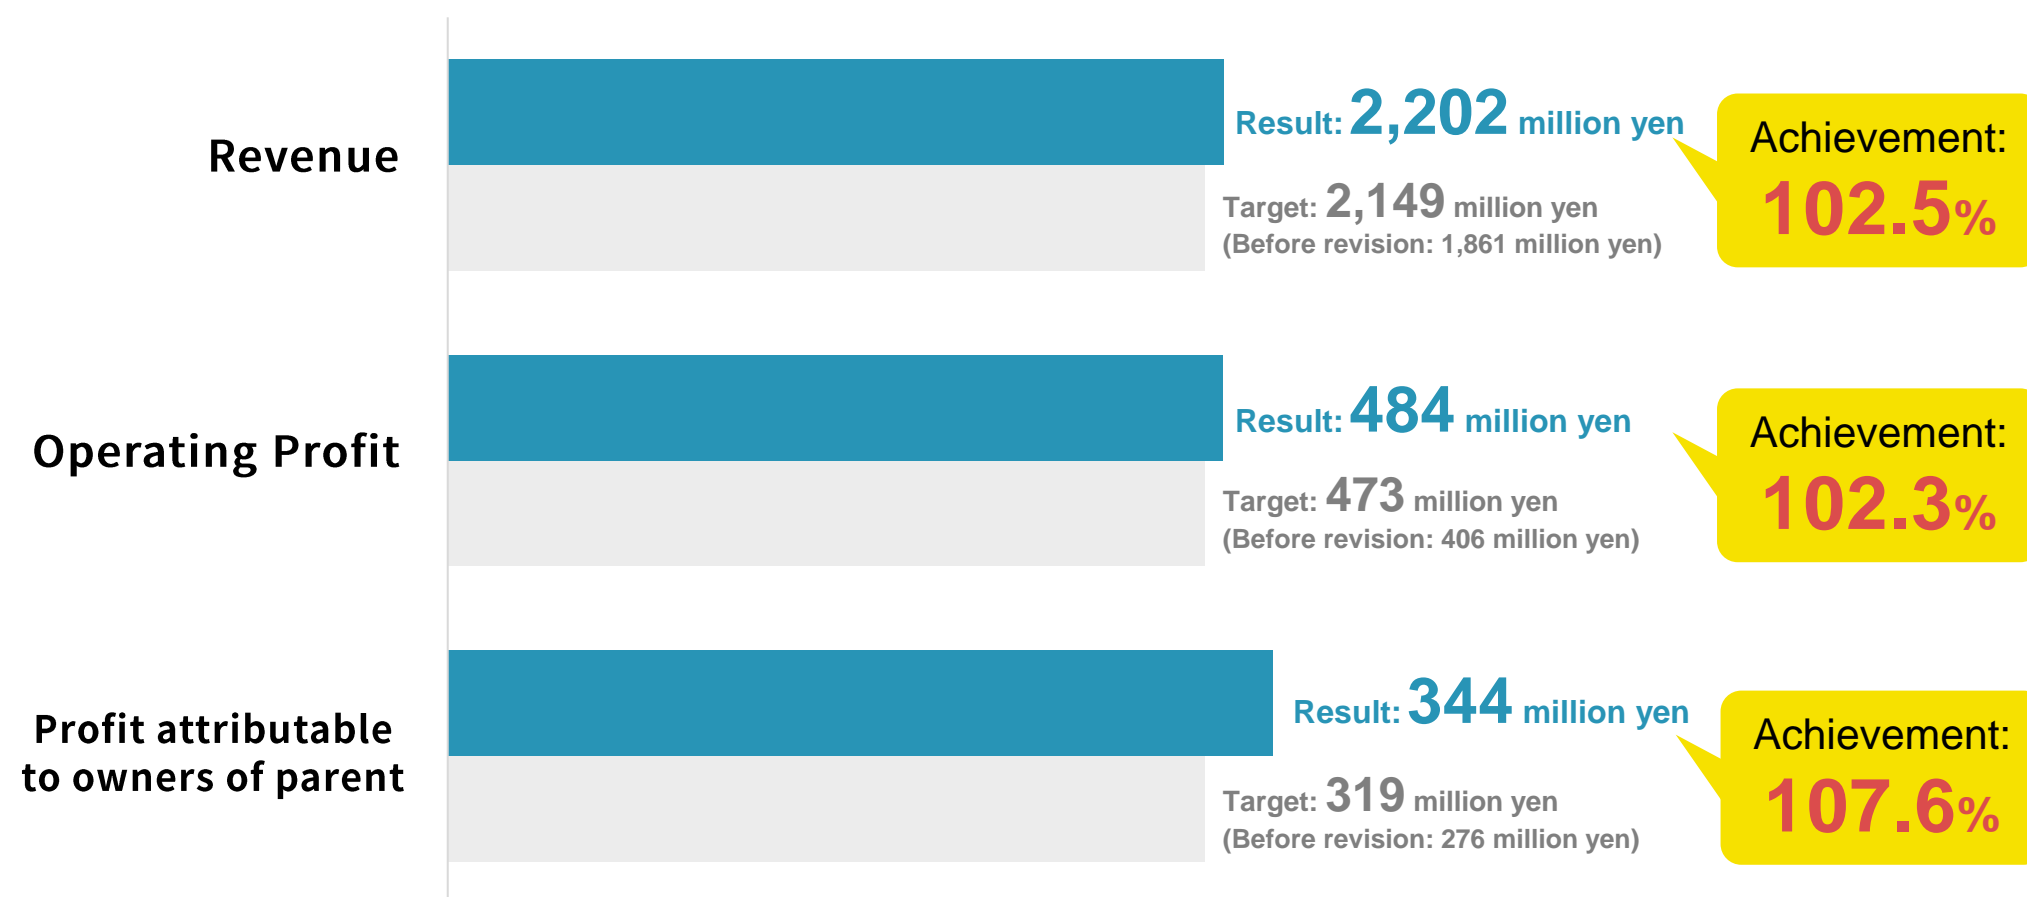 Revenue
Result: 2,202 million yen
Target: 2,149 million yen
(Before revision: 1,861 million yen)
Achievement:
102.5%
Operating Profit
Result: 484 million yen
Target: 473 million yen
(Before revision: 406 million yen)
Achievement:
102.3%
Profit attributable
to owners of parent
Result: 344 million yen
Target: 319 million yen
(Before revision: 276 million yen)
Achievement:
107.6%